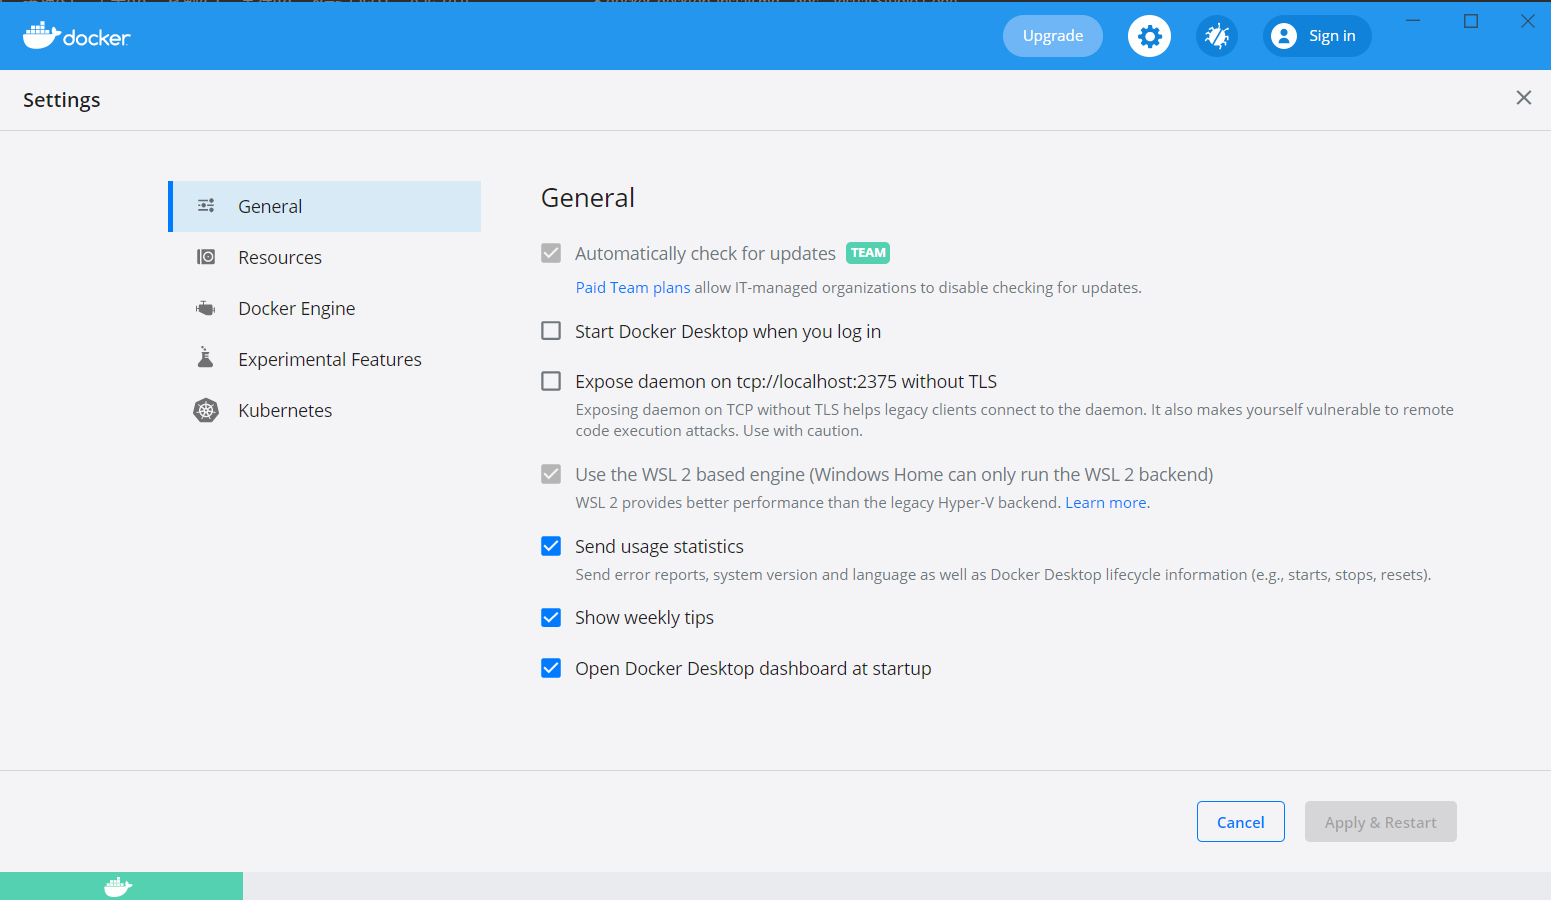 docker
Upgrade
Sign in
Settings
General
Resources
Docker Engine
Experimental Features
Kubernetes
General
Automatically check for updates TEAM
Paid Team plans allow IT-managed organizations to disable checking for updates.
Start Docker Desktop when you log in
Expose daemon on tcp://localhost:2375 without TLS
Exposing daemon on TCP without TLS helps legacy clients connect to the daemon. It also makes yourself vulnerable to remote
code execution attacks. Use with caution.
Use the WSL 2 based engine (Windows Home can only run the WSL 2 backend)
WSL 2 provides better performance than the legacy Hyper-V backend. Learn more.
Send usage statistics
Send error reports, system version and language as well as Docker Desktop lifecycle information (e.g., starts, stops, resets).
Show weekly tips
Open Docker Desktop dashboard at startup
Cancel
Apply & Restart